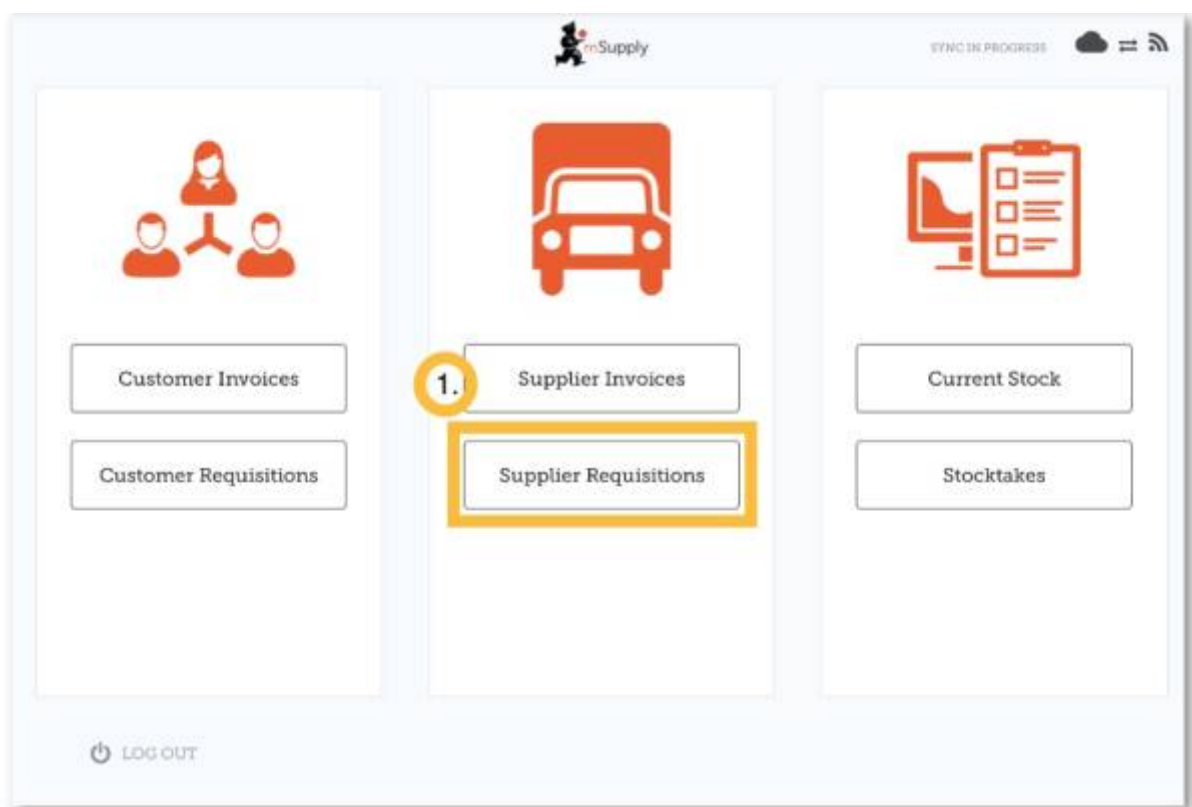 mSupply
SYNC IN PROGRESS
Customer Invoices
1.
Supplier Invoices
Current Stock
Customer Requisitions
Supplier Requisitions
Stocktakes
LOG OUT